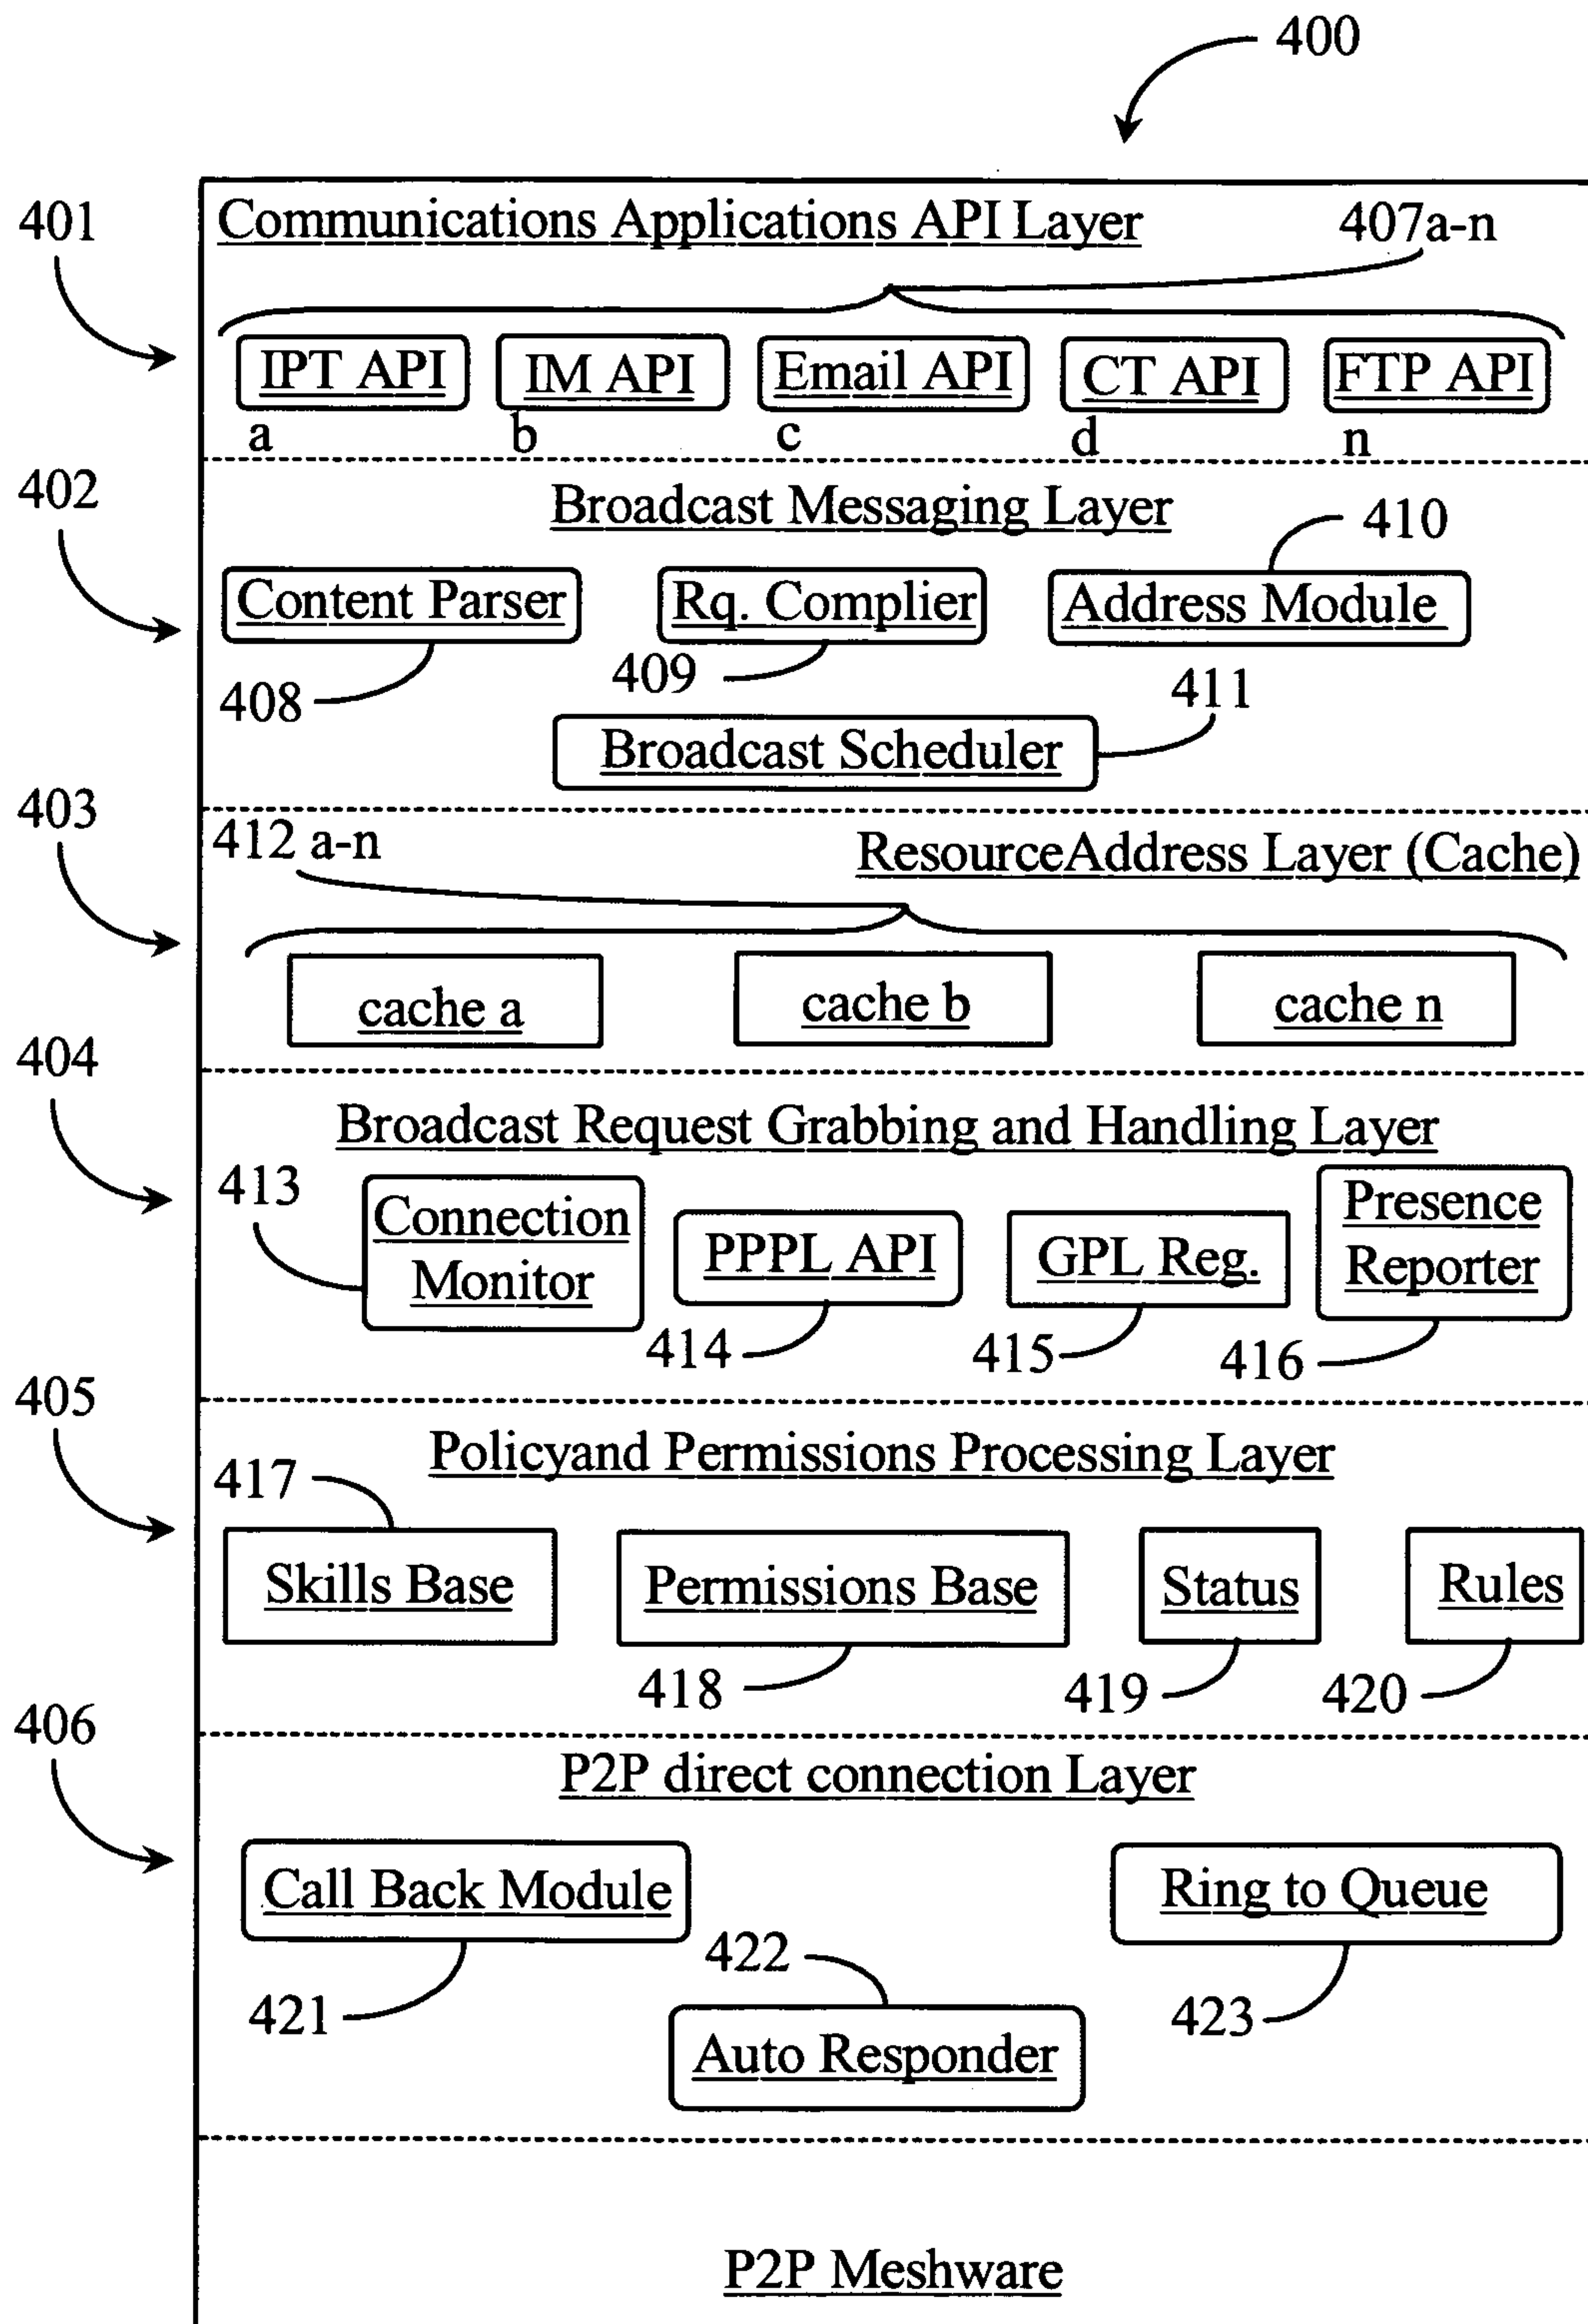 400
401
Communications Applications API Layer
407a-n
IPT API
IM API
Email API
CT API
FTP API
a
b
c
d
n
402
Broadcast Messaging Layer
410
Content Parser
Rq. Complier
Address Module
408
409
411
Broadcast Scheduler
403
412 a-n
ResourceAddress Layer (Cache)
cache a
cache b
cache n
404
Broadcast Request Grabbing and Handling Layer
413
Connection
Monitor
PPPL API
GPL Reg.
Presence
Reporter
414
415
416
405
Policyand Permissions Processing Layer
417
Skills Base
Permissions Base
Status
Rules
418
419
420
406
P2P direct connection Layer
Call Back Module
Ring to Queue
421
422
423
Auto Responder
P2P Meshware